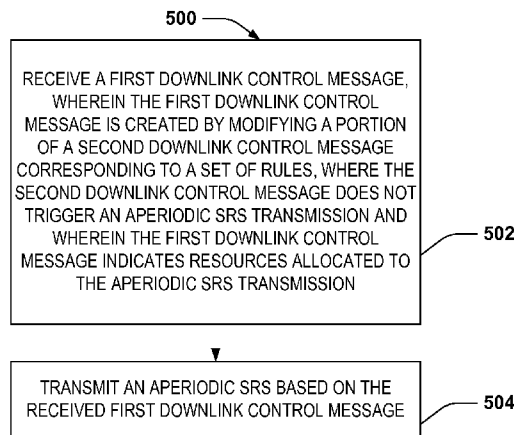 500
RECEIVE A FIRST DOWNLINK CONTROL MESSAGE,
WHEREIN THE FIRST DOWNLINK CONTROL
MESSAGE IS CREATED BY MODIFYING A PORTION
OF A SECOND DOWNLINK CONTROL MESSAGE
CORRESPONDING TO A SET OF RULES, WHERE THE
SECOND DOWNLINK CONTROL MESSAGE DOES NOT
TRIGGER AN APERIODIC SRS TRANSMISSION AND
WHEREIN THE FIRST DOWNLINK CONTROL
MESSAGE INDICATES RESOURCES ALLOCATED TO
THE APERIODIC SRS TRANSMISSION
502
TRANSMIT AN APERIODIC SRS BASED ON THE
RECEIVED FIRST DOWNLINK CONTROL MESSAGE
504